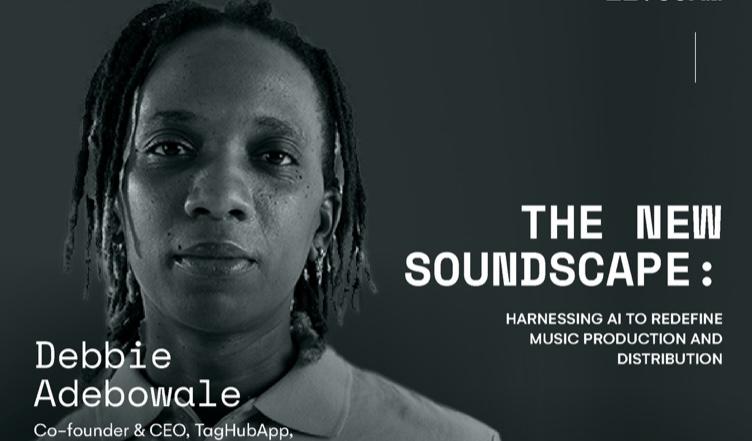 THE NEW
SOUNDSCAPE:
HARNESSING AI TO REDEFINE
MUSIC PRODUCTION AND
DISTRIBUTION
Debbie
Adebowale
Co-founder & CEO, TagHubApp,